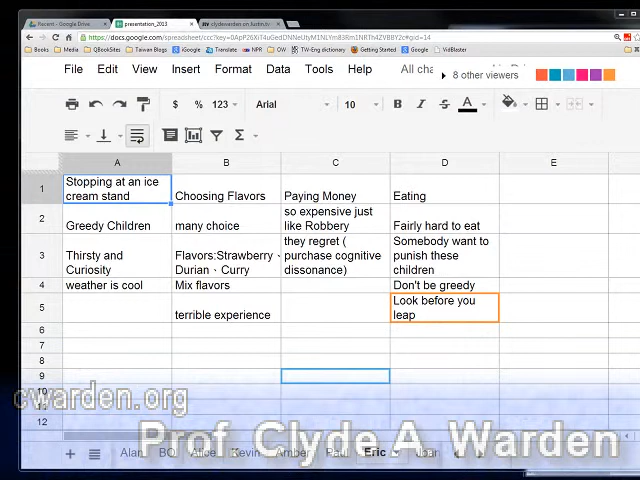 Recent - Google Drive
presentation_2013
clydewarden on Justin.tv
https://docs.google.com/spreadsheet/ccc?key=
#gid=14
Books
Media
QBookSites
Taiwan Blogs
iGoogle
Translate
NPR
TW-Eng dictionary
Getting Started
Google Bookmark
VidBlaster
File Edit View Insert Format Data Tools Help All cha
8 other viewers
$ % 123 Arial 10 B I S A
Σ
A B C D E
1
Stopping at an ice cream stand
Choosing Flavors
Paying Money
Eating
2
Greedy Children
many choice
so expensive just like Robbery
Fairly hard to eat
3
Thirsty and Curiosity
Flavors:Strawberry、Durian、Curry
they regret ( purchase cognitive dissonance)
Somebody want to punish these children
4
weather is cool
Mix flavors
Don't be greedy
5
terrible experience
Look before you leap
6
7
8
9
10
11
12
cwarden.org
Prof. Clyde A. Warden
Alan BO Alice Kevin Amber Paul Eric Joan